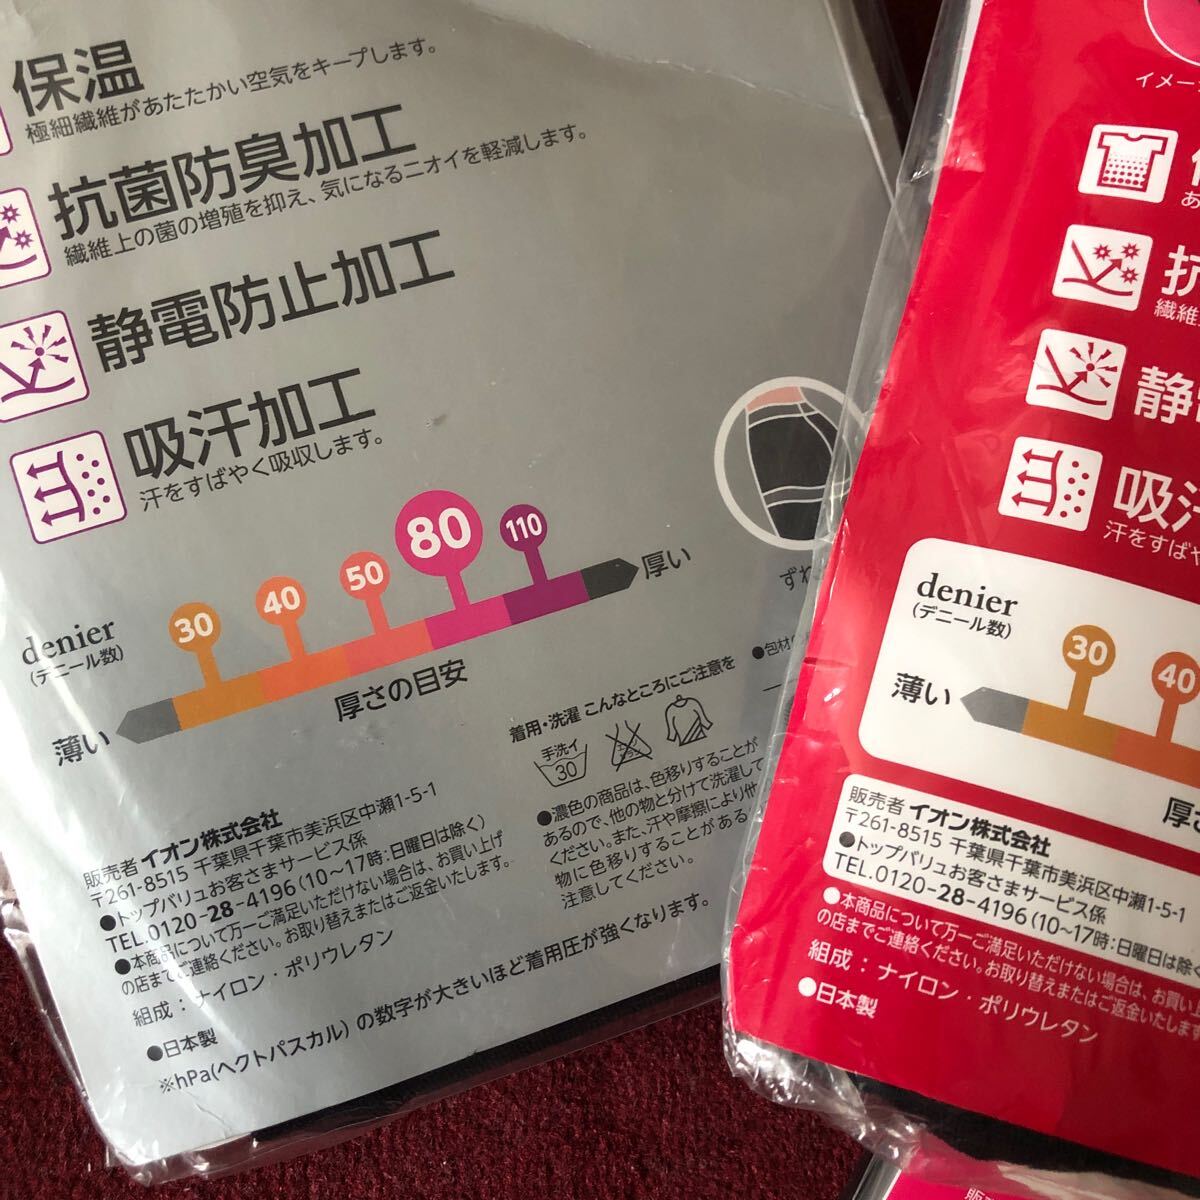 保温
極細繊維があたたかい空気をキープします。
抗菌防臭加工
繊維上の菌の増殖を抑え、気になるニオイを軽減します。
静電防止加工
吸汗加工
汗をすばやく吸収します。
denier
(デニール数)
30
40
50
80
110
厚い
薄い
厚さの目安
着用・洗濯 こんなところにご注意を
手洗イ
30
●濃色の商品は、色移りすることが
あるので、他の物と分けて洗濯して
ください。また、汗や摩擦により他
物に色移りすることがある
注意してください。
販売者 イオン株式会社
〒261-8515 千葉県千葉市美浜区中瀬1-5-1
●トップバリュお客さまサービス係
TEL.0120-28-4196(10~17時:日曜日は除く)
●本商品について万一ご満足いただけない場合は、お買い上げ
の店までご連絡ください。お取り替えまたはご返金いたします。
組成:ナイロン・ポリウレタン
●日本製
※hPa(ヘクトパスカル)の数字が大きいほど着用圧が強くなります。
ずれ
●包材の
イメー
あ
抗
繊維
静
吸汗
汗をすばや
denier
(デニール数)
30
40
薄い
厚さ
販売者 イオン株式会社
〒261-8515 千葉県千葉市美浜区中瀬1-5-1
●トップバリュお客さまサービス係
TEL.0120-28-4196(10~17時:日曜日は除く
●本商品について万一ご満足いただけない場合は、お買い上
の店までご連絡ください。お取り替えまたはご返金いたします
組成:ナイロン・ポリウレタン
●日本製
販売